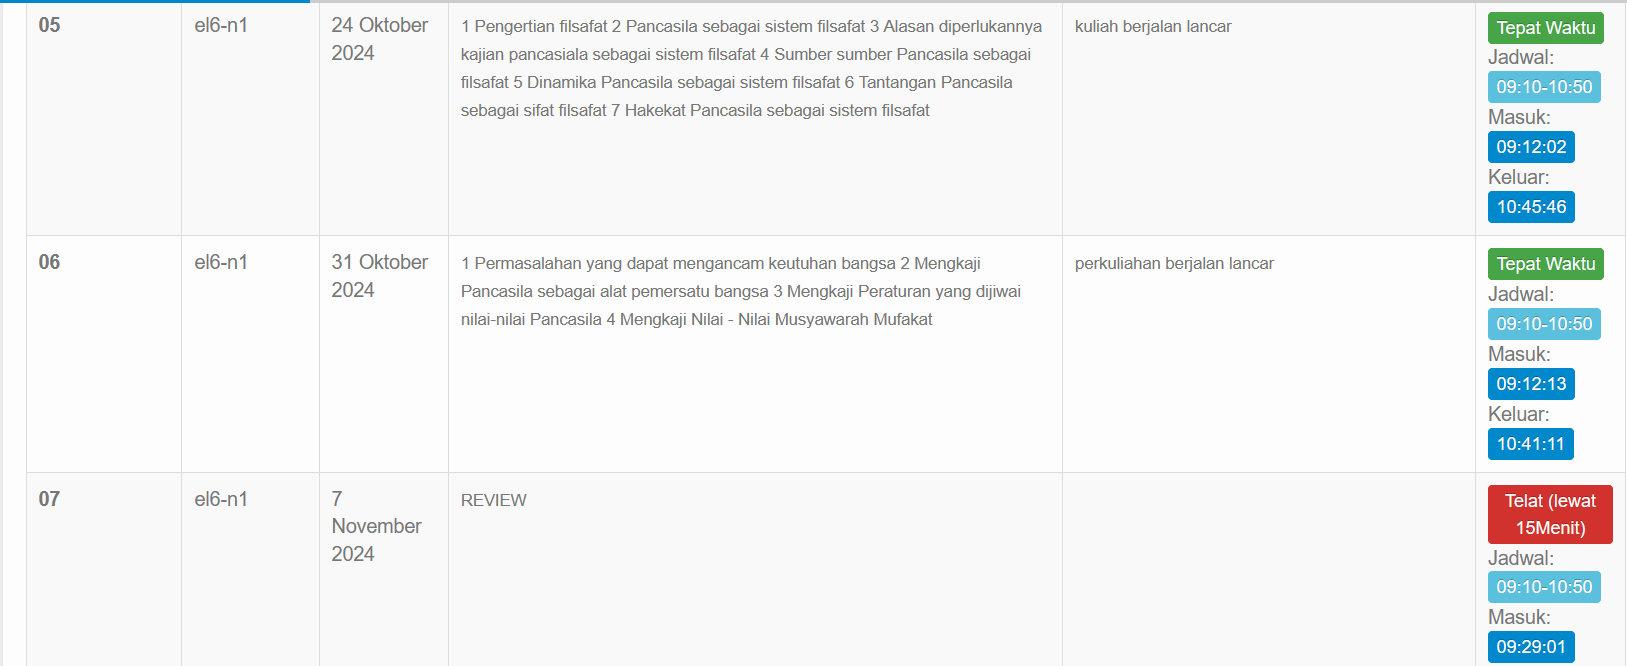 05
el6-n1
24 Oktober
2024
1 Pengertian filsafat 2 Pancasila sebagai sistem filsafat 3 Alasan diperlukannya
kajian pancasiala sebagai sistem filsafat 4 Sumber sumber Pancasila sebagai
filsafat 5 Dinamika Pancasila sebagai sistem filsafat 6 Tantangan Pancasila
sebagai sifat filsafat 7 Hakekat Pancasila sebagai sistem filsafat
kuliah berjalan lancar
Tepat Waktu
Jadwal:
09:10-10:50
Masuk:
09:12:02
Keluar:
10:45:46
06
el6-n1
31 Oktober
2024
1 Permasalahan yang dapat mengancam keutuhan bangsa 2 Mengkaji
Pancasila sebagai alat pemersatu bangsa 3 Mengkaji Peraturan yang dijiwai
nilai-nilai Pancasila 4 Mengkaji Nilai - Nilai Musyawarah Mufakat
perkuliahan berjalan lancar
Tepat Waktu
Jadwal:
09:10-10:50
Masuk:
09:12:13
Keluar:
10:41:11
07
el6-n1
7
November
2024
REVIEW
Telat (lewat
15Menit)
Jadwal:
09:10-10:50
Masuk:
09:29:01